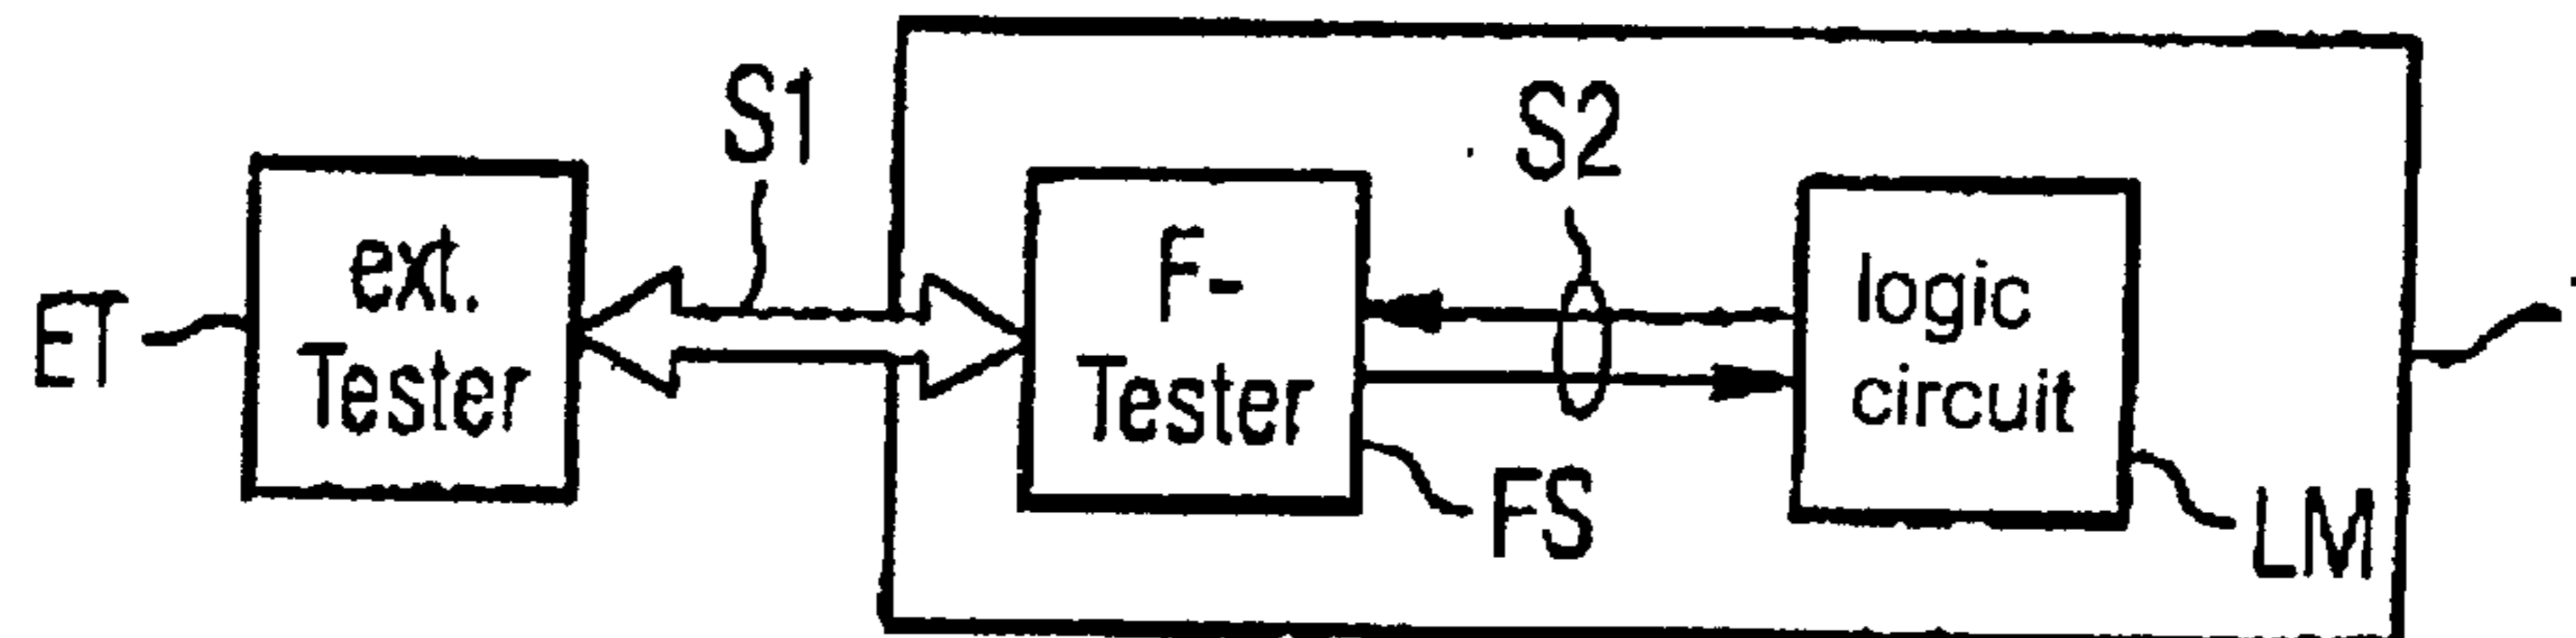 S1
S2
ET
ext.
Tester
F-
Tester
logic
circuit
FS
LM